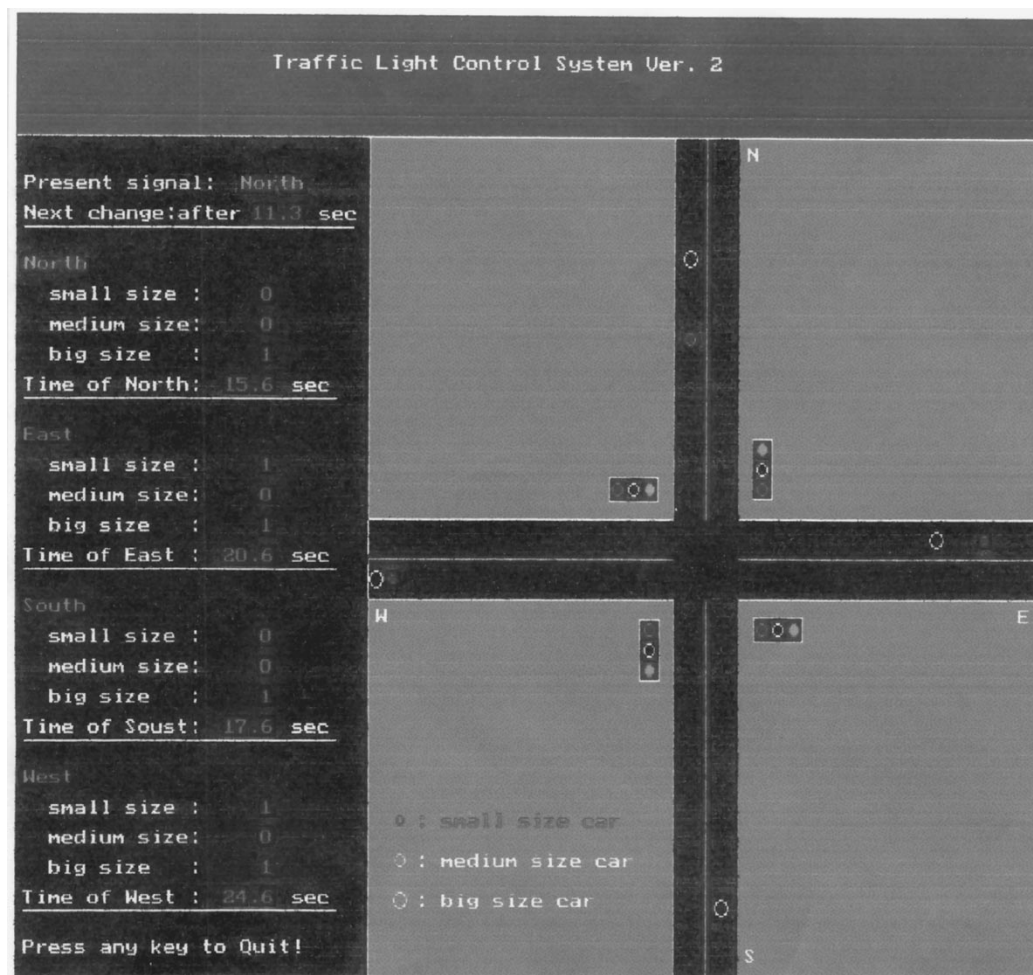 Traffic Light Control System Ver. 2
Present signal: North
Next change:after 11.3 sec
North
small size : 0
medium size: 0
big size : 1
Time of North: 15.6 sec
East
small size : 1
medium size: 0
big size : 1
Time of East : 20.6 sec
South
small size : 0
medium size: 0
big size : 1
Time of Soust: 17.6 sec
West
small size : 1
medium size: 0
big size : 1
Time of West : 24.6 sec
Press any key to Quit!
N
W
E
o : small size car
o : medium size car
O : big size car
S